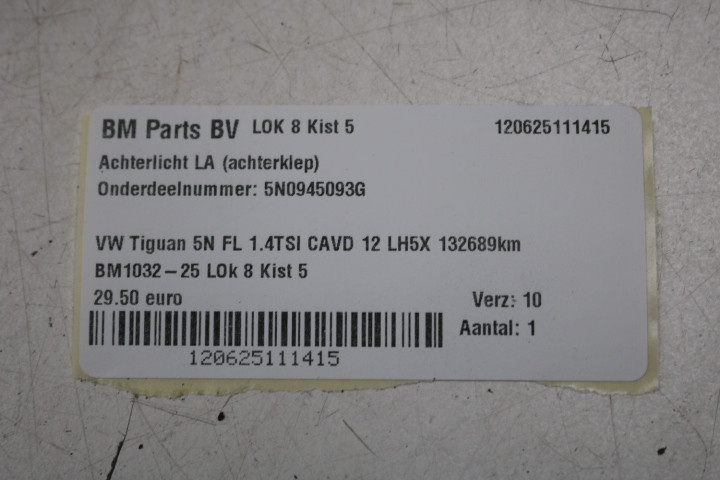 BM Parts BV LOK 8 Kist 5 120625111415
Achterlicht LA (achterklep)
Onderdeelnummer: 5N0945093G
VW Tiguan 5N FL 1.4TSI CAVD 12 LH5X 132689km
BM1032-25 LOk 8 Kist 5
29.50 euro Verz: 10
Aantal: 1
120625111415